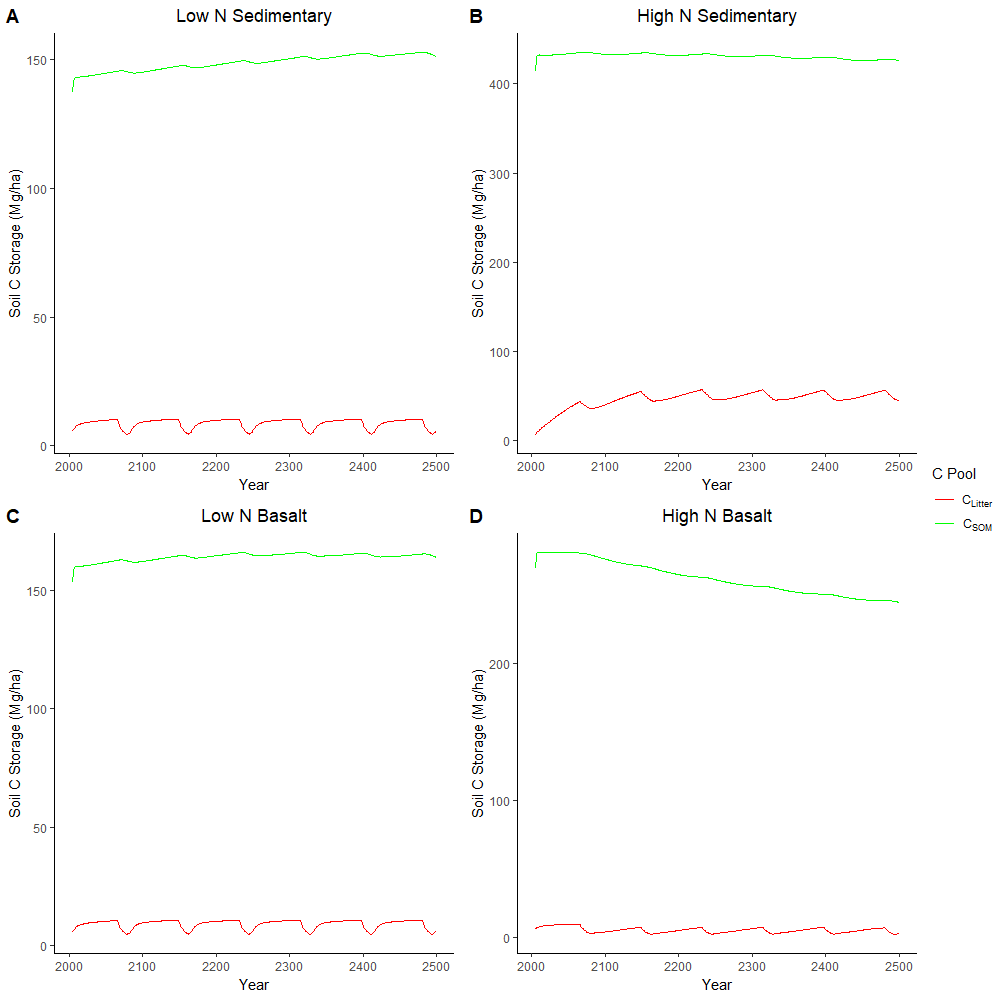 A
Low N Sedimentary
150
100
50
0
Soil C Storage (Mg/ha)
2000 2100 2200 2300 2400 2500
Year
B
High N Sedimentary
400
300
200
100
0
Soil C Storage (Mg/ha)
2000 2100 2200 2300 2400 2500
Year
C
Low N Basalt
150
100
50
0
Soil C Storage (Mg/ha)
2000 2100 2200 2300 2400 2500
Year
D
High N Basalt
200
100
0
Soil C Storage (Mg/ha)
2000 2100 2200 2300 2400 2500
Year
C Pool
C Litter
C SOM